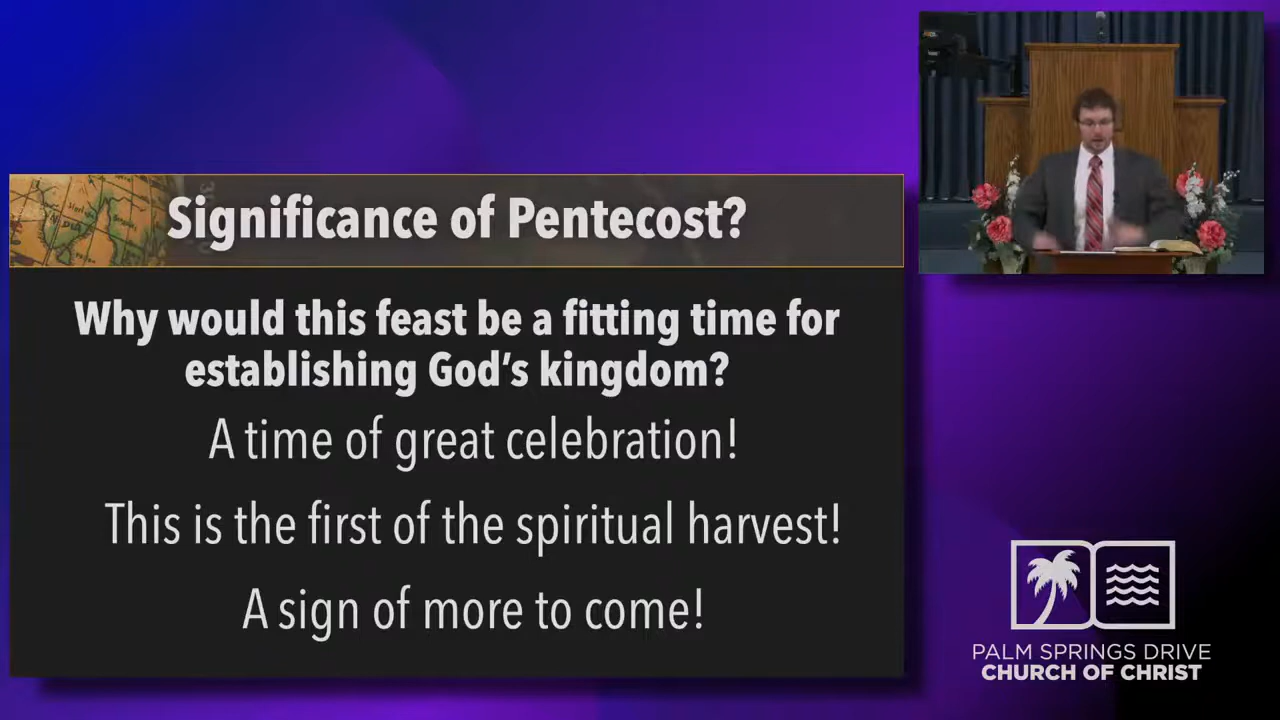 Significance of Pentecost?
Why would this feast be a fitting time for
establishing God's kingdom?
A time of great celebration!
This is the first of the spiritual harvest!
A sign of more to come!
PALM SPRINGS DRIVE
CHURCH OF CHRIST